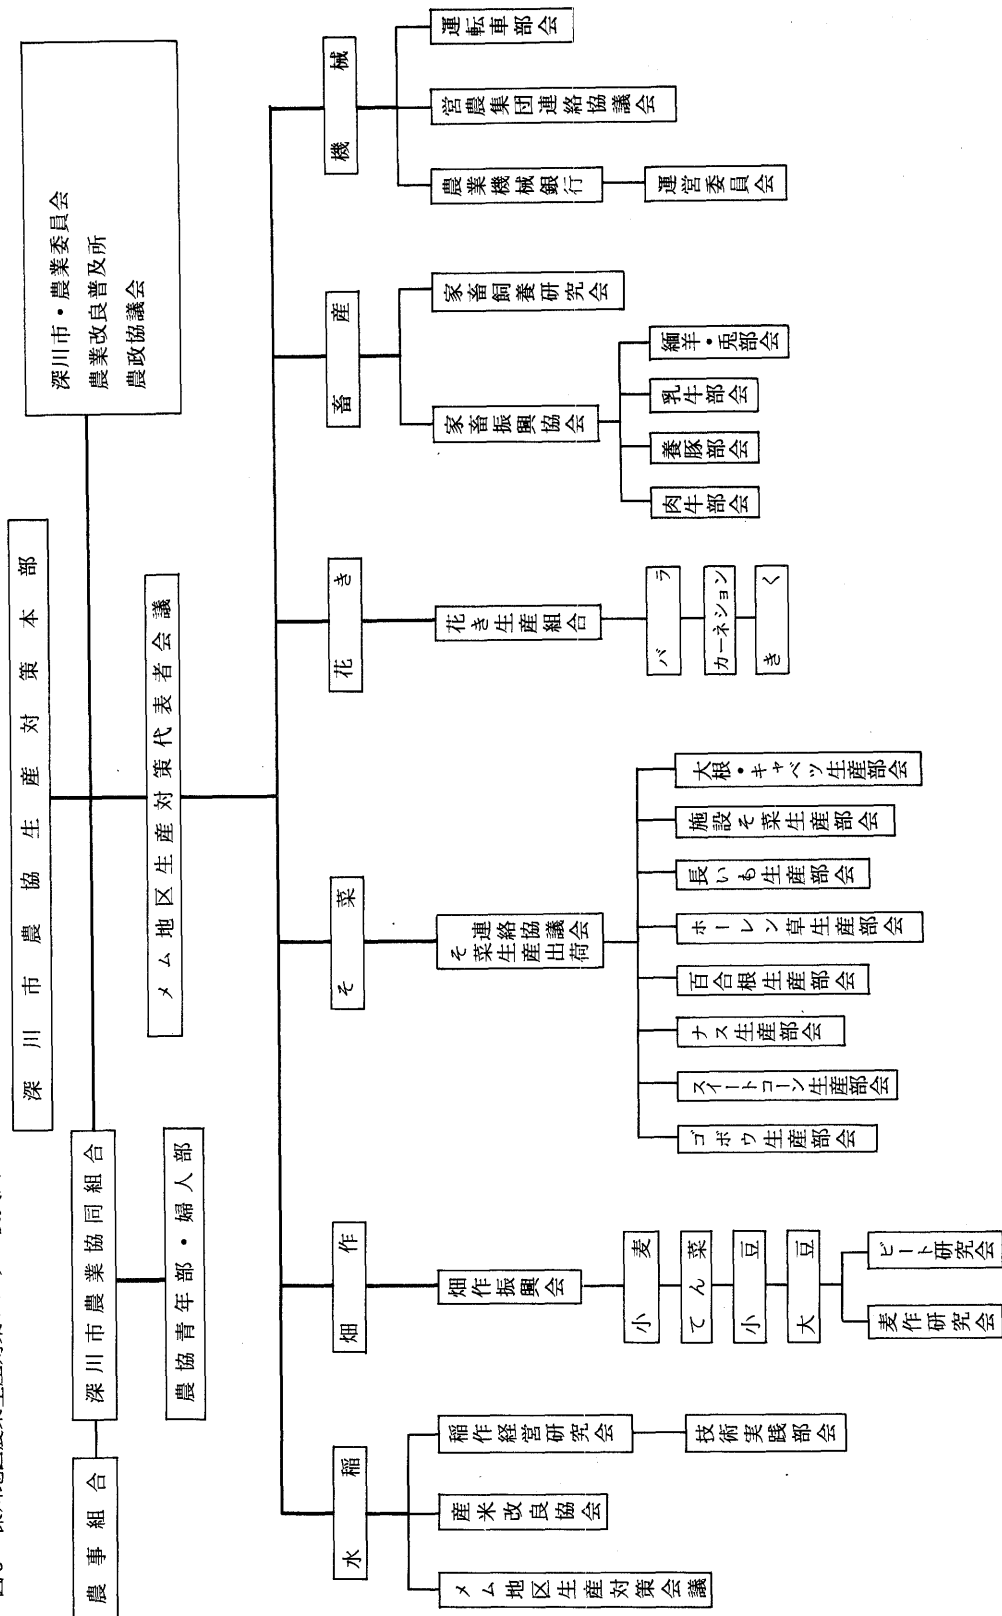 深川市農協生産対策本部
深川市・農業委員会
農業改良普及所
農政協議会
農事組合
深川市農業協同組合
農協青年部・婦人部
メム地区生産対策代表者会議
水稲
メム地区生産対策会議
産米改良協会
稲作経営研究会
技術実践部会
畑作
畑作振興会
小麦
てん菜
小豆
大豆
麦作研究会
ビート研究会
そ菜
そ菜生産出荷
連絡協議会
ゴボウ生産部会
スイートコーン生産部会
ナス生産部会
百合根生産部会
ホーレン草生産部会
長いも生産部会
施設そ菜生産部会
大根・キャベツ生産部会
花き
花き生産組合
バラ
カーネション
きく
畜産
家畜振興協会
肉牛部会
養豚部会
乳牛部会
緬羊・兎部会
家畜飼養研究会
機械
農業機械銀行
運営委員会
営農集団連絡協議会
運転車部会